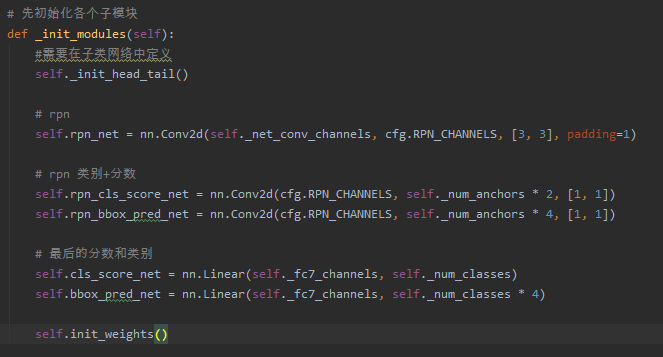 # 先初始化各个子模块
def _init_modules(self):
    #需要在子类网络中定义
    self._init_head_tail()

    # rpn
    self.rpn_net = nn.Conv2d(self._net_conv_channels, cfg.RPN_CHANNELS, [3, 3], padding=1)

    # rpn 类别+分数
    self.rpn_cls_score_net = nn.Conv2d(cfg.RPN_CHANNELS, self._num_anchors * 2, [1, 1])
    self.rpn_bbox_pred_net = nn.Conv2d(cfg.RPN_CHANNELS, self._num_anchors * 4, [1, 1])

    # 最后的分数和类别
    self.cls_score_net = nn.Linear(self._fc7_channels, self._num_classes)
    self.bbox_pred_net = nn.Linear(self._fc7_channels, self._num_classes * 4)

    self.init_weights()